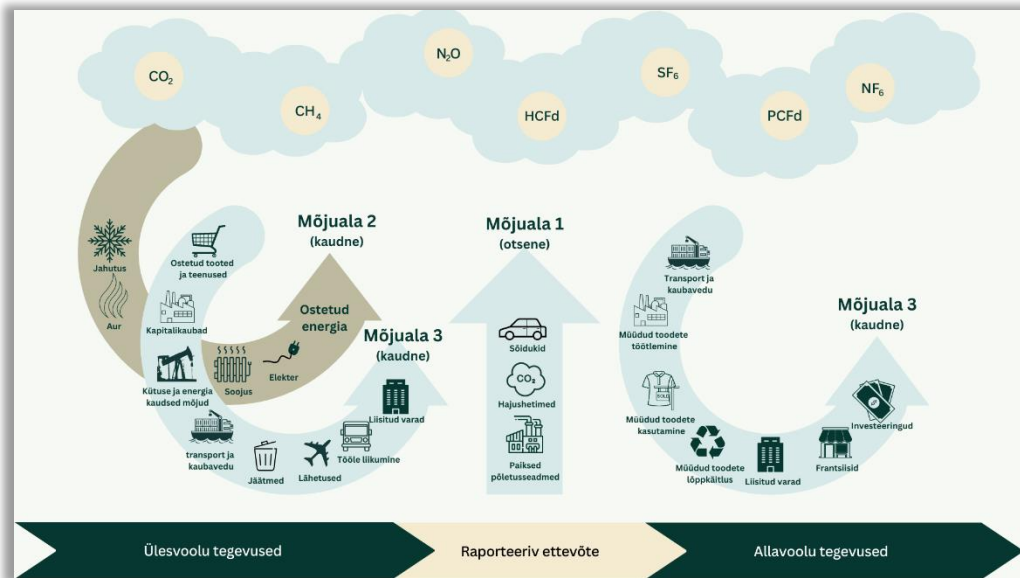 CO₂
CH₄
N₂O
HCFd
SF₆
PCFd
NF₆
Mõjuala 2
(kaudne)
Jahutus
Aur
Ostetud
energia
Soojus
Elekter
Ostetud tooted
ja teenused
Kapitalikaubad
Kütuse ja energia
kaudsed mõjud
transport ja
kaubavedu
Jäätmed
Lähetused
Tööle liikumine
Liisitud varad
Mõjuala 3
(kaudne)
Mõjuala 1
(otsene)
Sõidukid
CO₂
Hajushetimed
Paiksed
põletusseadmed
Transport ja
kaubavedu
Müüdud toodete
töötlemine
Müüdud toodete
kasutamine
SOLD
Müüdud toodete
lõppkäitlus
Liisitud varad
Frantsiisid
Investeeringud
Mõjuala 3
(kaudne)
Ülesvoolu tegevused
Raporteeriv ettevõte
Allavoolu tegevused